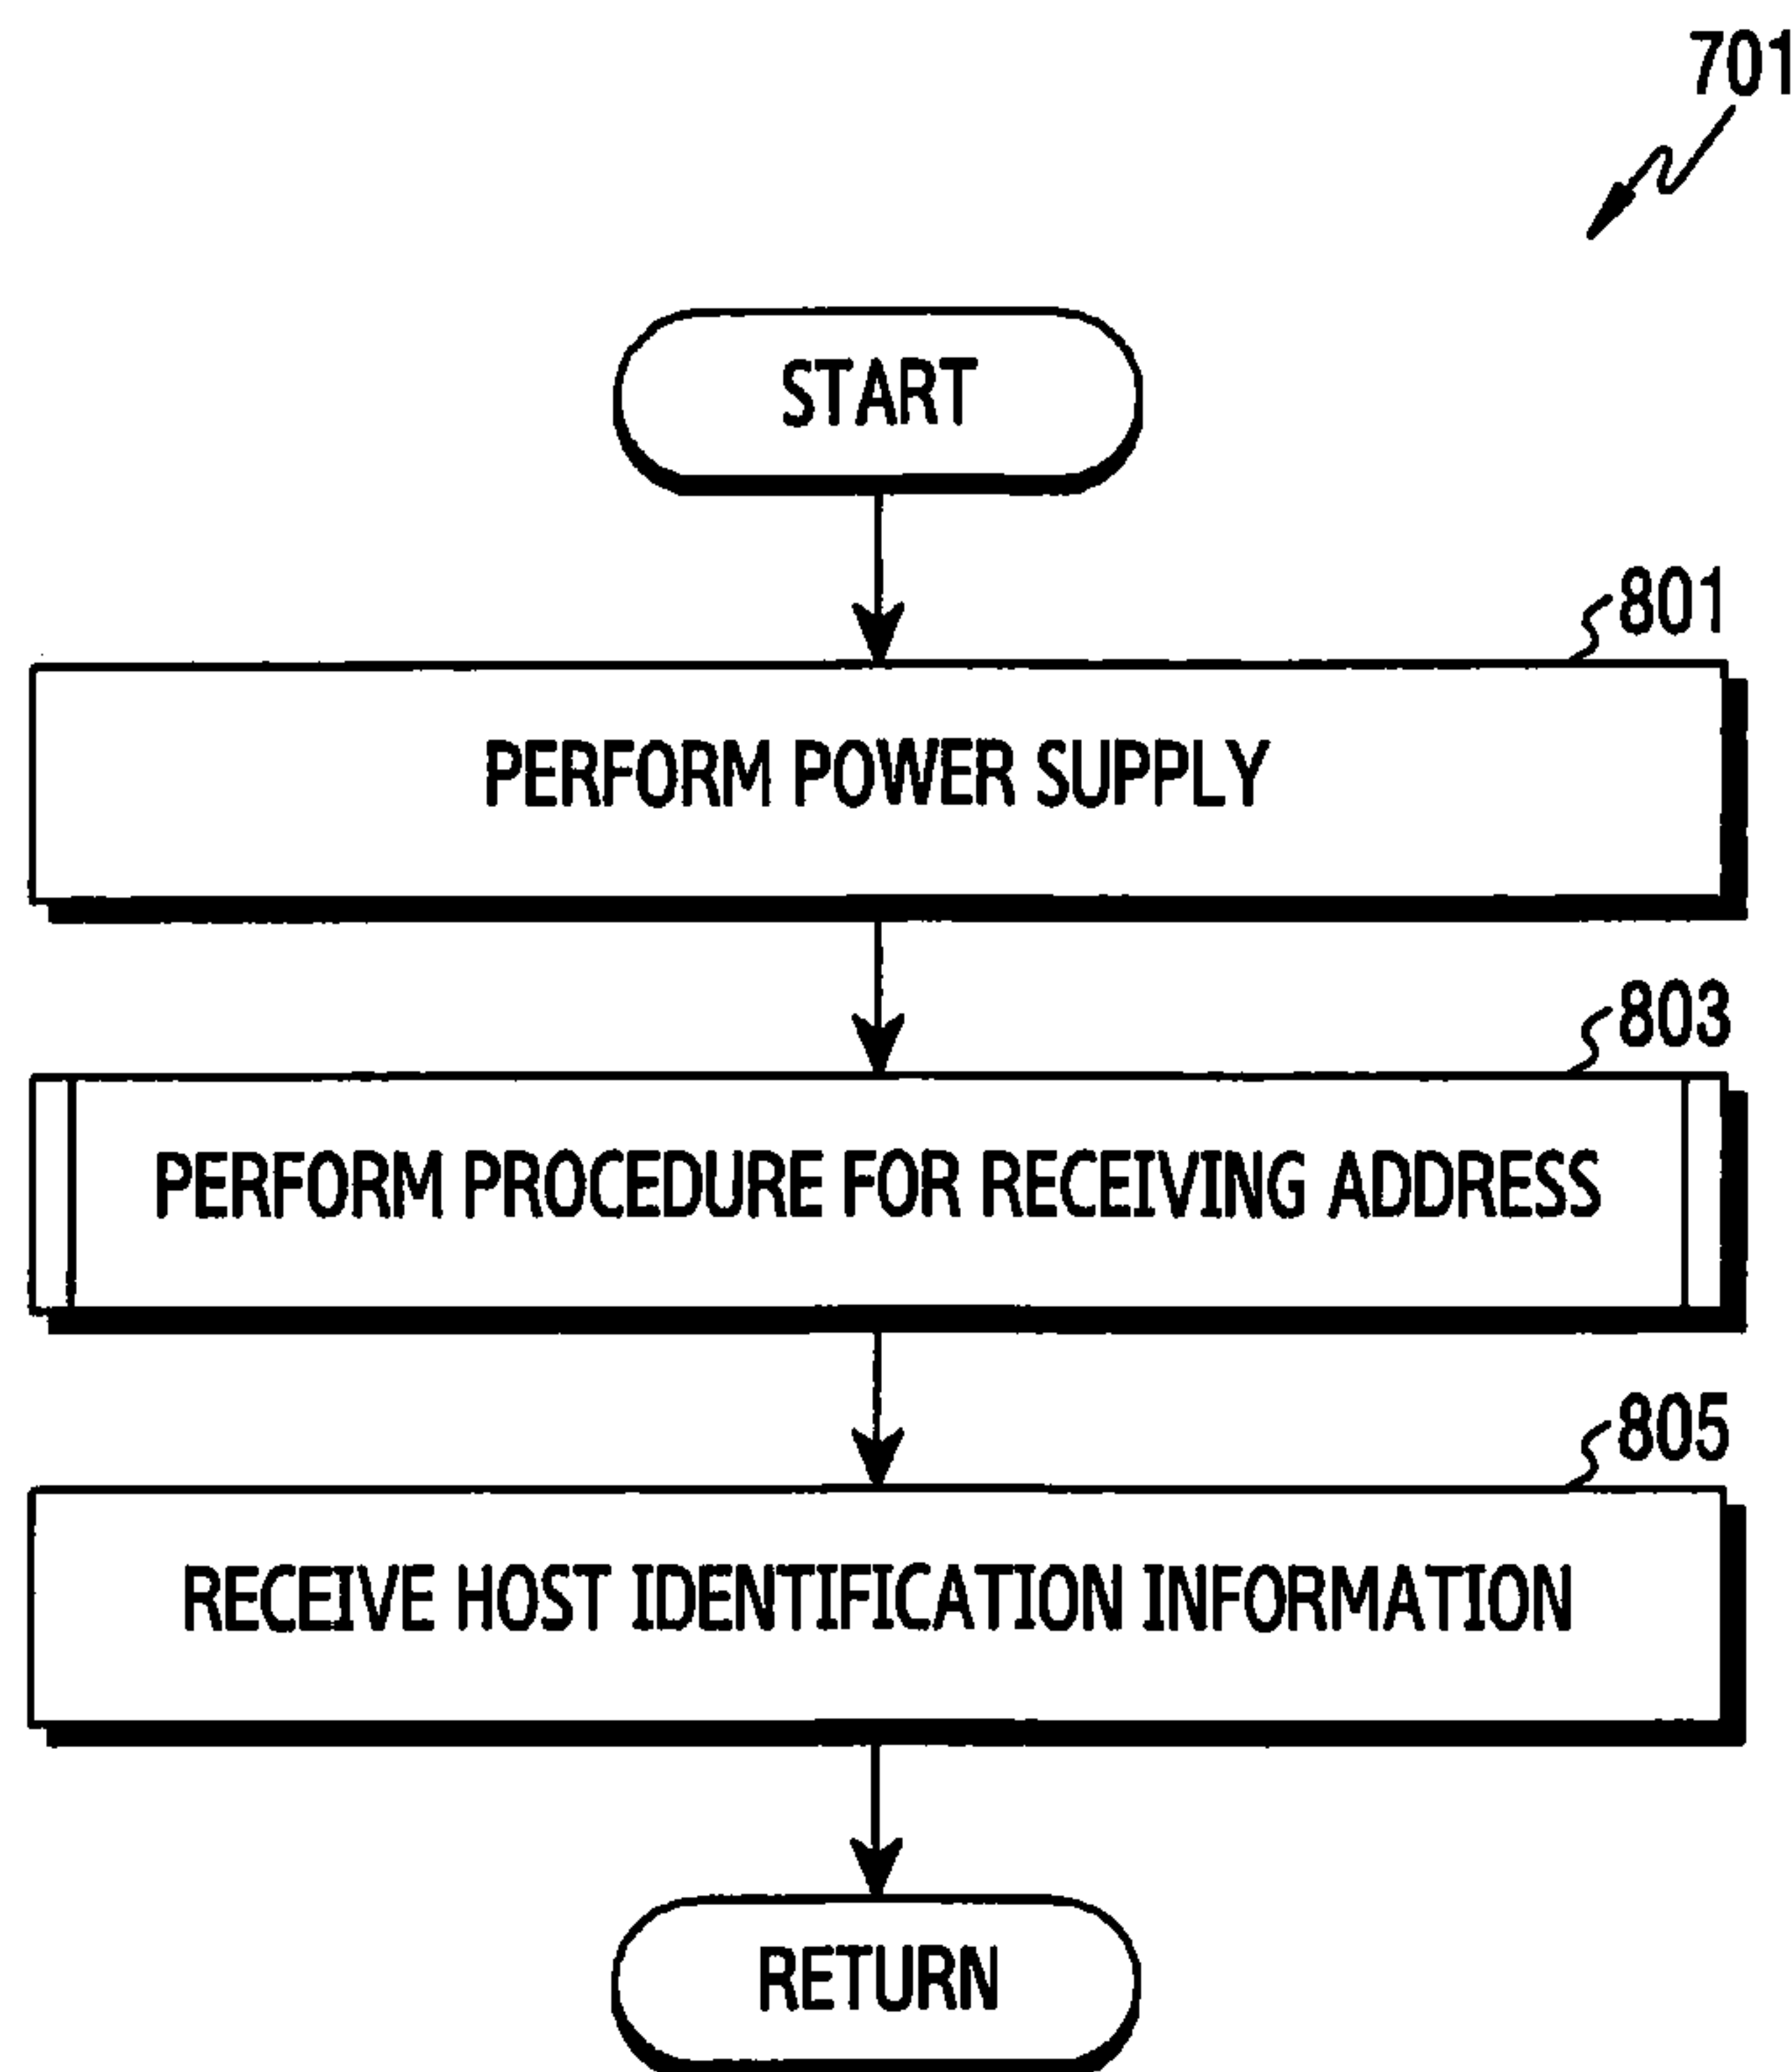 701
START
801
PERFORM POWER SUPPLY
803
PERFORM PROCEDURE FOR RECEIVING ADDRESS
805
RECEIVE HOST IDENTIFICATION INFORMATION
RETURN